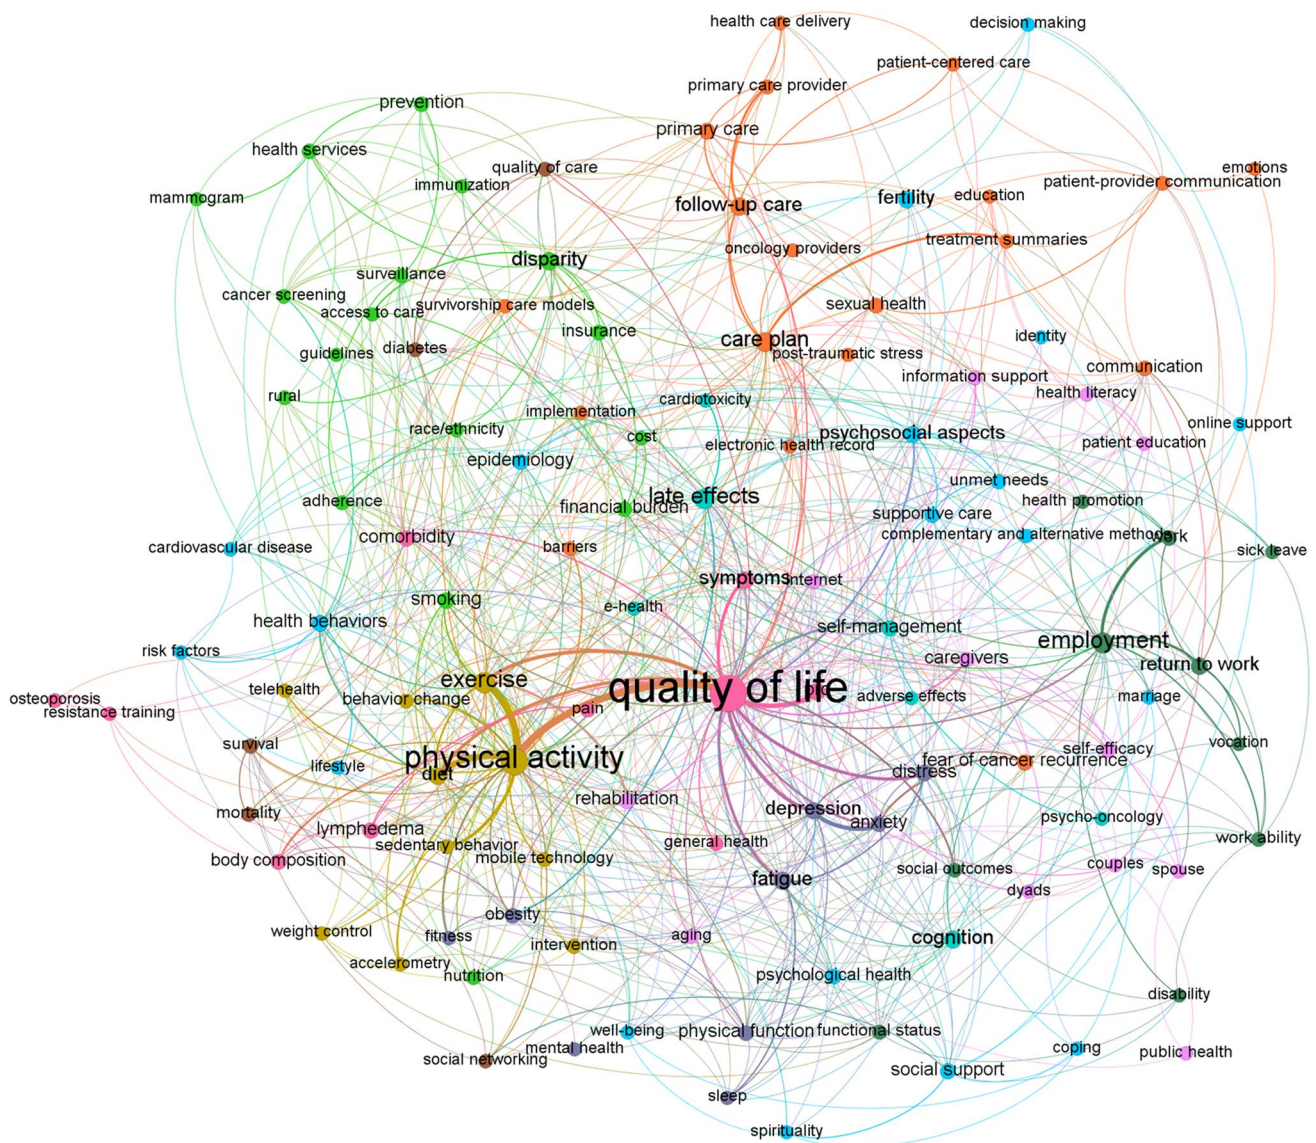 health care delivery
decision making
patient-centered care
primary care provider
prevention
primary care
health services
quality of care
emotions
immunization
patient-provider communication
mammogram
fertility
education
follow-up care
treatment summaries
oncology providers
disparity
surveillance
cancer screening
survivorship care models
sexual health
access to care
insurance
identity
care plan
guidelines
diabetes
post-traumatic stress
communication
information support
health literacy
rural
cardiotoxicity
implementation
online support
race/ethnicity
cost
psychosocial aspects
electronic health record
patient education
epidemiology
unmet needs
late effects
health promotion
adherence
financial burden
supportive care
complementary and alternative methods
work
comorbidity
cardiovascular disease
barriers
sick leave
symptoms
internet
smoking
e-health
health behaviors
self-management
employment
risk factors
caregivers
return to work
exercise
quality of life
telehealth
osteoporosis
behavior change
adverse effects
marriage
resistance training
pain
survival
self-efficacy
vocation
physical activity
fear of cancer recurrence
lifestyle
diet
distress
rehabilitation
mortality
depression
anxiety
psycho-oncology
lymphedema
work ability
sedentary behavior
general health
body composition
mobile technology
couples
social outcomes
spouse
fatigue
dyads
obesity
weight control
fitness
aging
cognition
intervention
accelerometry
nutrition
psychological health
disability
well-being
physical function
functional status
mental health
coping
public health
social networking
social support
sleep
spirituality